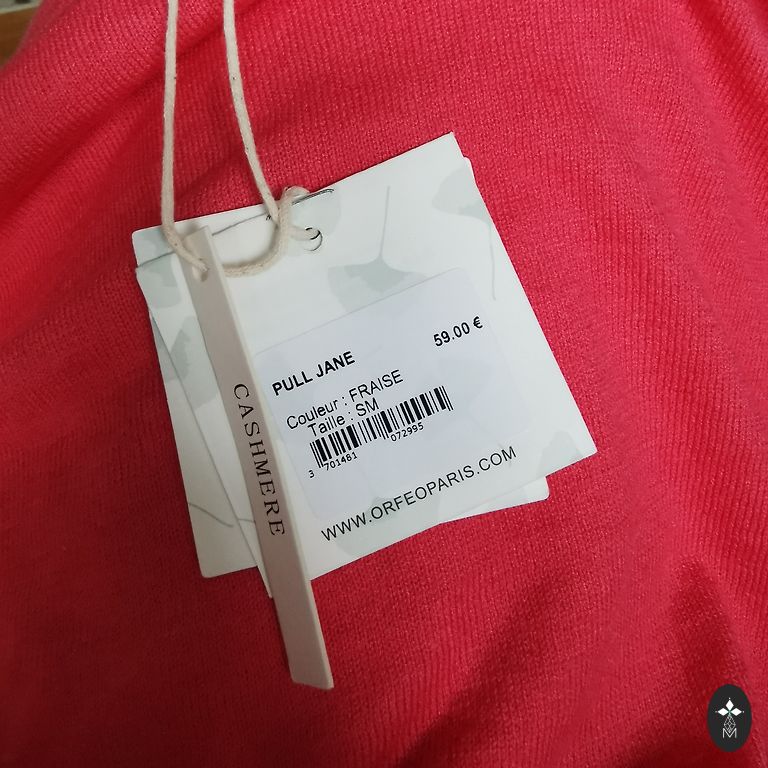 PULL JANE 59.00 €
Couleur : FRAISE
Taille : SM
3 701481 072995
WWW.ORFEOPARIS.COM
CASHMERE
M